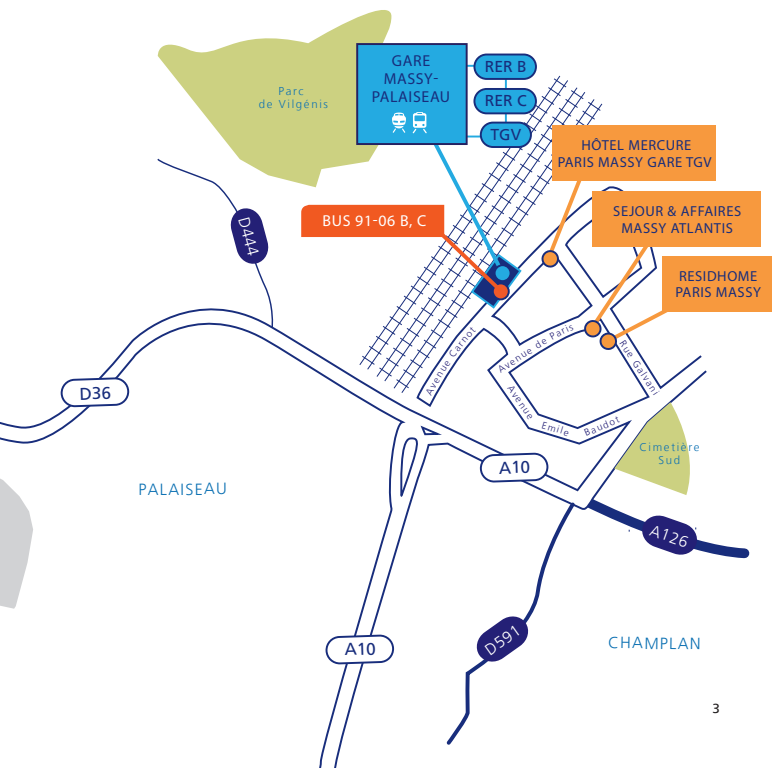 GARE
MASSY-
PALAISEAU
RER B
RER C
TGV
Parc
de Vilgénis
HÔTEL MERCURE
PARIS MASSY GARE TGV
SEJOUR & AFFAIRES
MASSY ATLANTIS
BUS 91-06 B, C
D444
RESIDHOME
PARIS MASSY
Avenue Carnot
Avenue de Paris
Rue Galvani
D36
Avenue Emile Baudot
Cimetière
Sud
A10
PALAISEAU
A126
D591
A10
CHAMPLAN
3